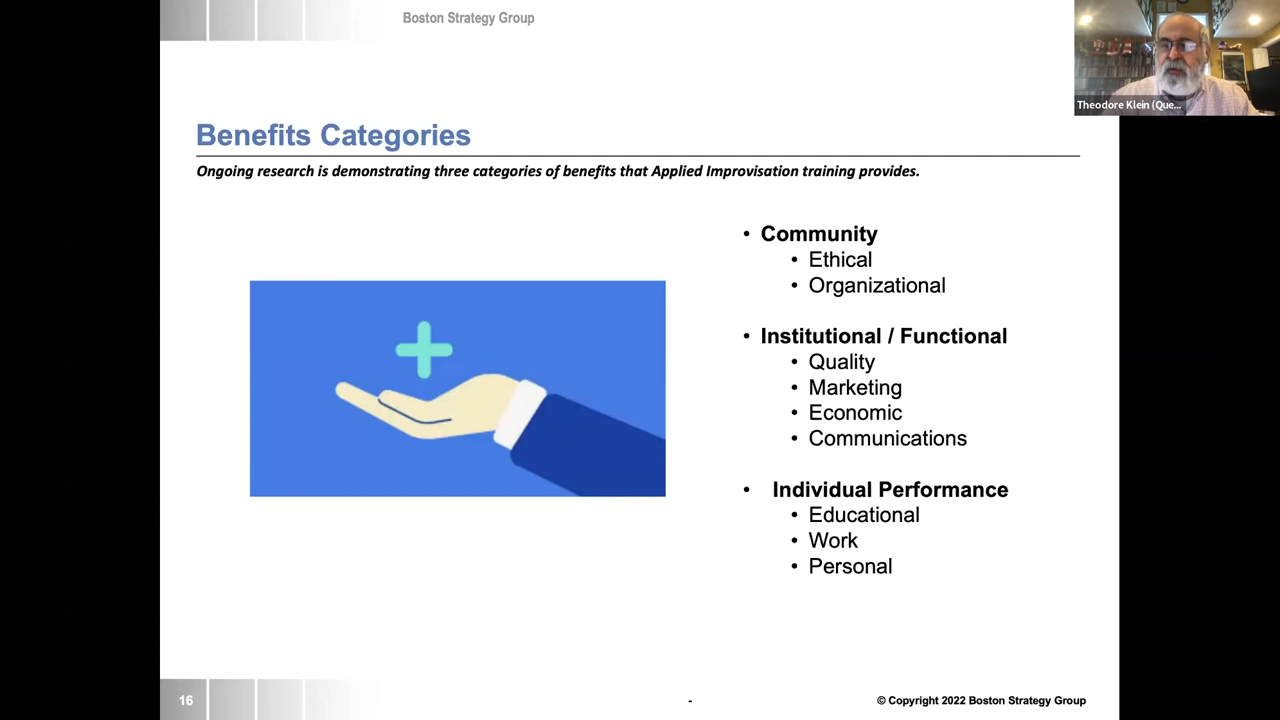 Boston Strategy Group
Theodore Klein (Que...
Benefits Categories
Ongoing research is demonstrating three categories of benefits that Applied Improvisation training provides.
• Community
• Ethical
• Organizational
• Institutional / Functional
• Quality
• Marketing
• Economic
• Communications
• Individual Performance
• Educational
• Work
• Personal
16
-
© Copyright 2022 Boston Strategy Group